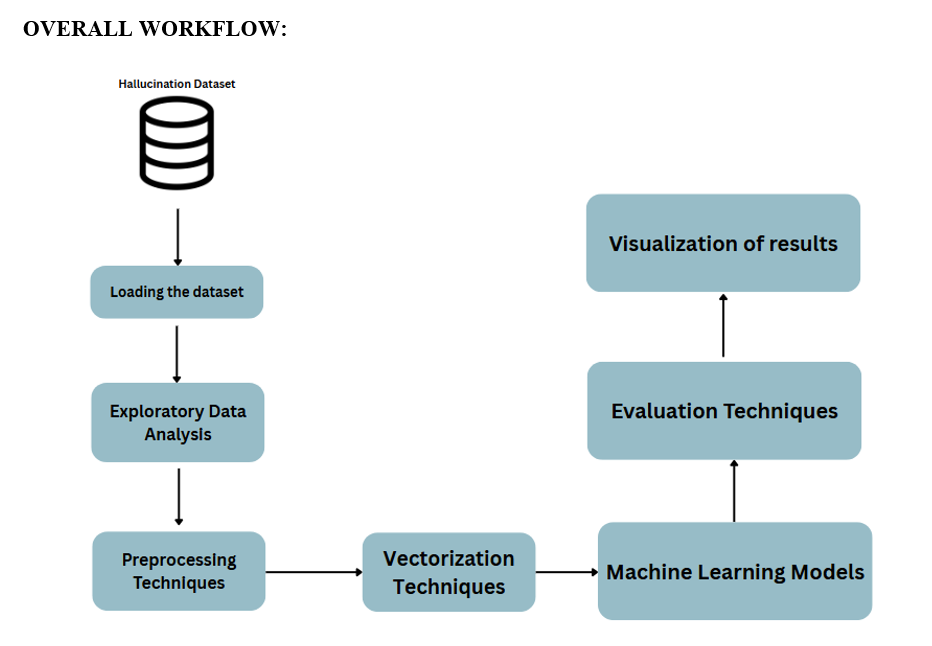 OVERALL WORKFLOW:
Hallucination Dataset
Loading the dataset
Exploratory Data
Analysis
Preprocessing
Techniques
Vectorization
Techniques
Machine Learning Models
Evaluation Techniques
Visualization of results